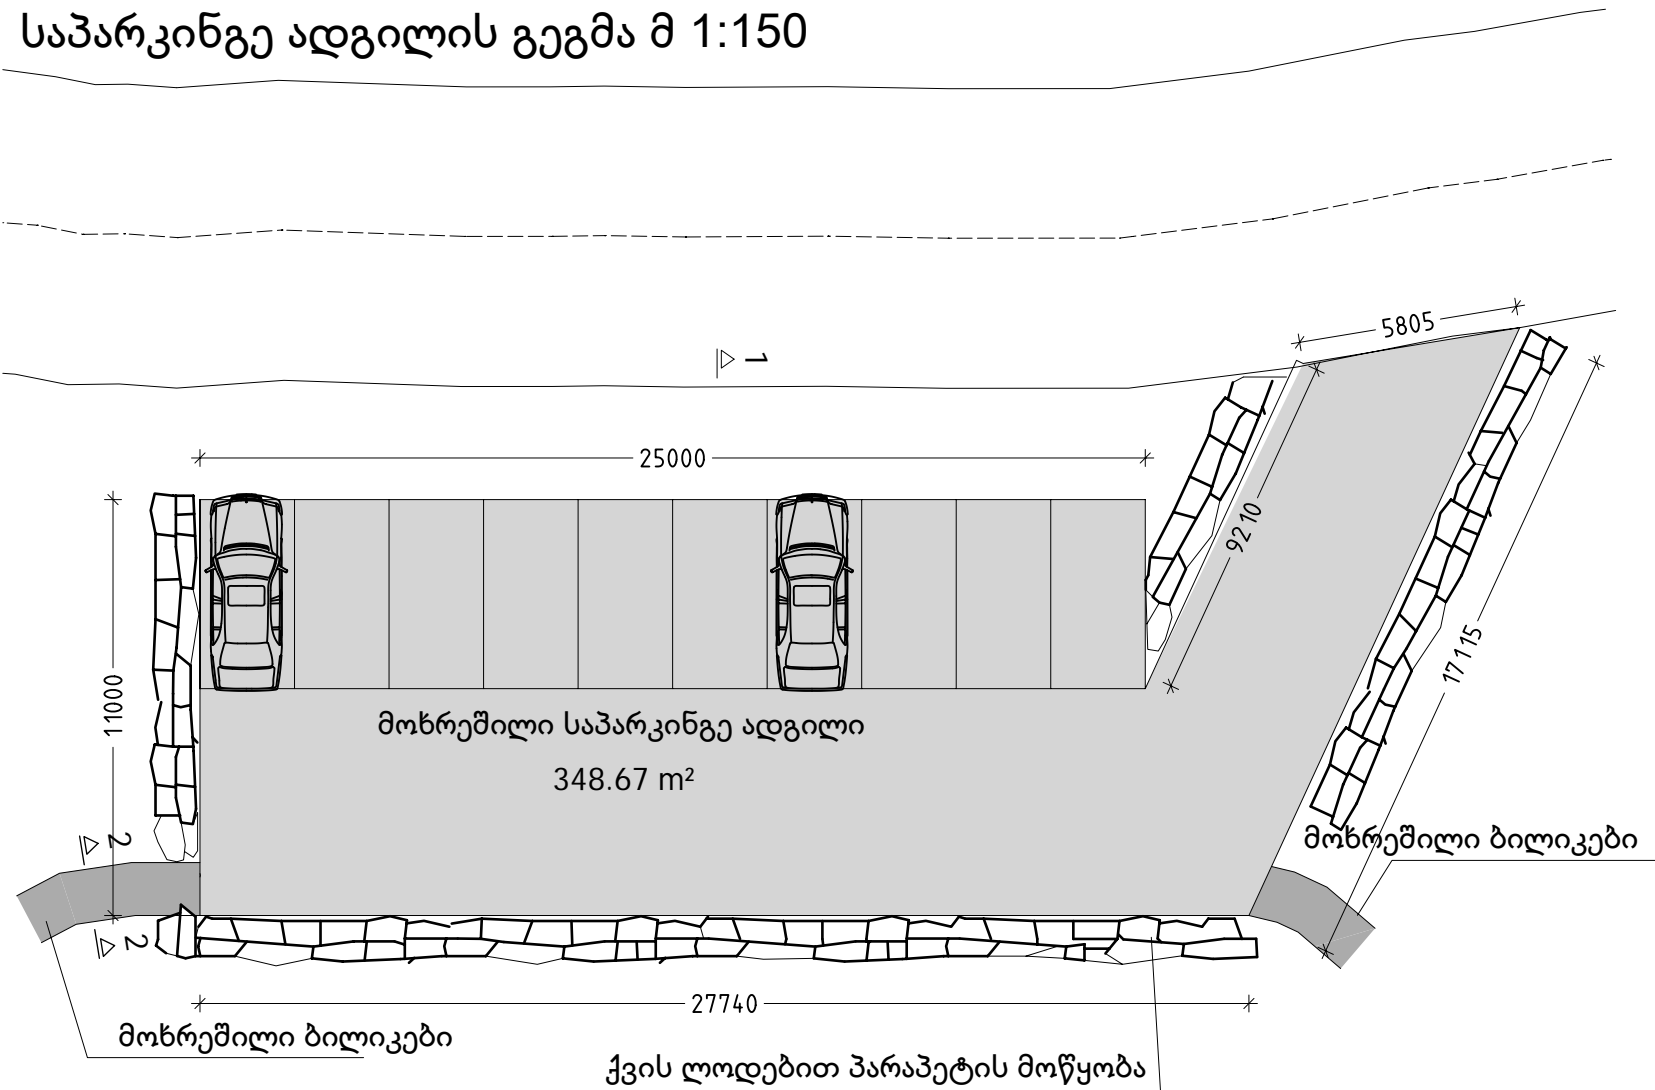 საპარკინგე ადგილის გეგმა მ 1:150
5805
1
25000
9210
17115
11000
მოხრეშილი საპარკინგე ადგილი
348.67 m²
2
მოხრეშილი ბილიკები
2
27740
მოხრეშილი ბილიკები
ქვის ლოდებით პარაპეტის მოწყობა